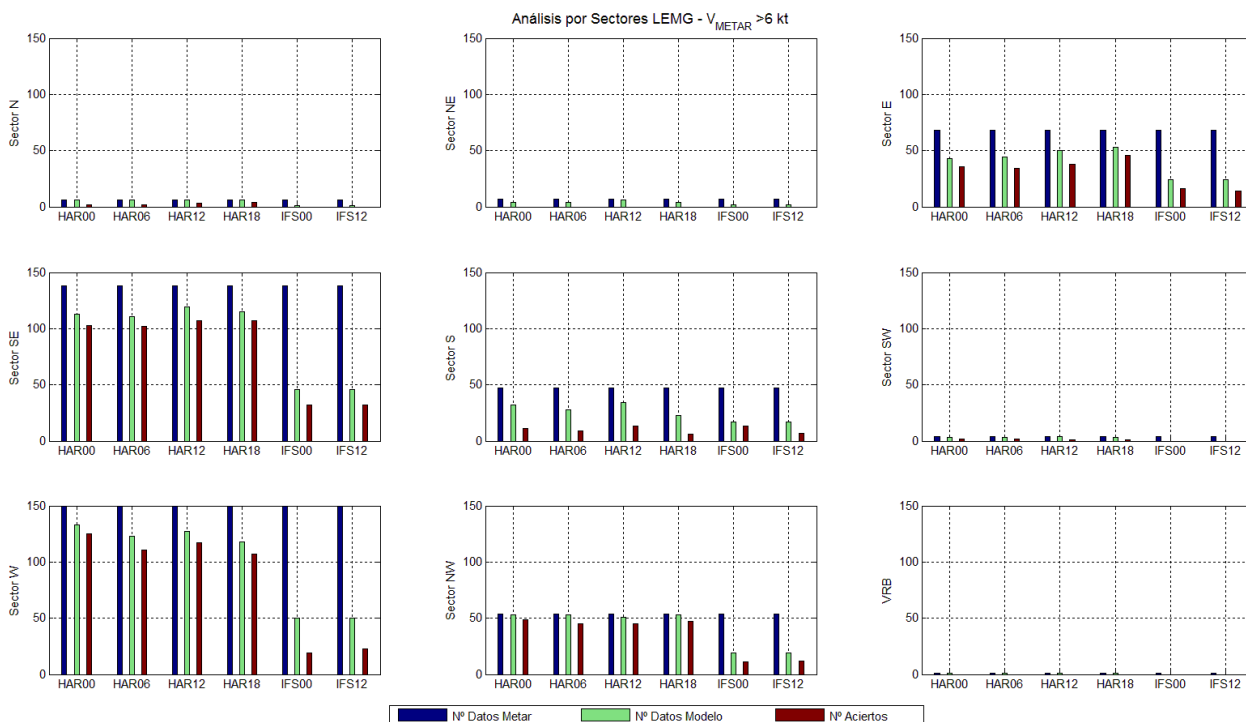 Análisis por Sectores LEMG - V_METAR >6 kt
150
100
50
0
Sector N
HAR00 HAR06 HAR12 HAR18 IFS00 IFS12
150
100
50
0
Sector NE
HAR00 HAR06 HAR12 HAR18 IFS00 IFS12
150
100
50
0
Sector E
HAR00 HAR06 HAR12 HAR18 IFS00 IFS12
150
100
50
0
Sector SE
HAR00 HAR06 HAR12 HAR18 IFS00 IFS12
150
100
50
0
Sector S
HAR00 HAR06 HAR12 HAR18 IFS00 IFS12
150
100
50
0
Sector SW
HAR00 HAR06 HAR12 HAR18 IFS00 IFS12
150
100
50
0
Sector W
HAR00 HAR06 HAR12 HAR18 IFS00 IFS12
150
100
50
0
Sector NW
HAR00 HAR06 HAR12 HAR18 IFS00 IFS12
150
100
50
0
VRB
HAR00 HAR06 HAR12 HAR18 IFS00 IFS12
Nº Datos Metar Nº Datos Modelo Nº Aciertos